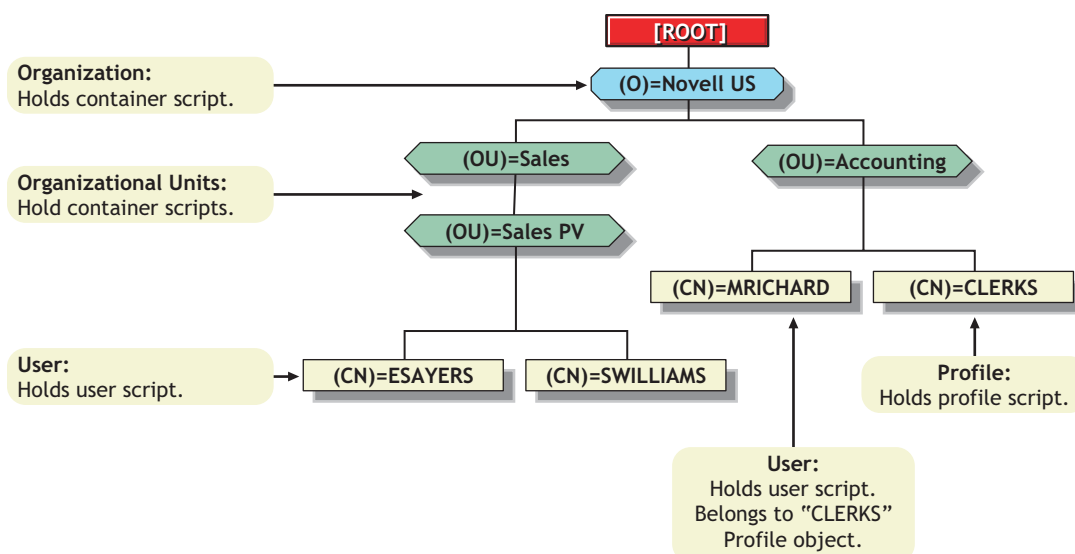 [ROOT]
Organization:
Holds container script.
(O)=Novell US
(OU)=Sales
(OU)=Accounting
Organizational Units:
Hold container scripts.
(OU)=Sales PV
(CN)=MRICHARD
(CN)=CLERKS
User:
Holds user script.
(CN)=ESAYERS
(CN)=SWILLIAMS
Profile:
Holds profile script.
User:
Holds user script.
Belongs to “CLERKS”
Profile object.